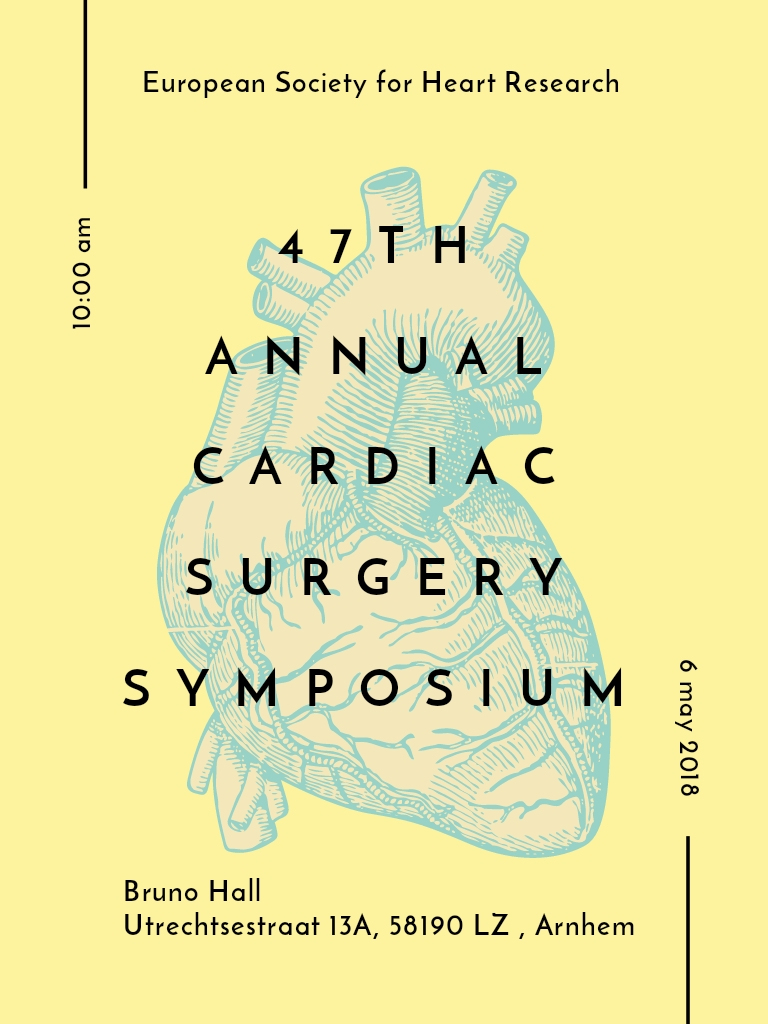 European Society for Heart Research
10:00 am
47TH
ANNUAL
CARDIAC
SURGERY
SYMPOSIUM
6 may 2018
Bruno Hall
Utrechtsestraat 13A, 58190 LZ , Arnhem